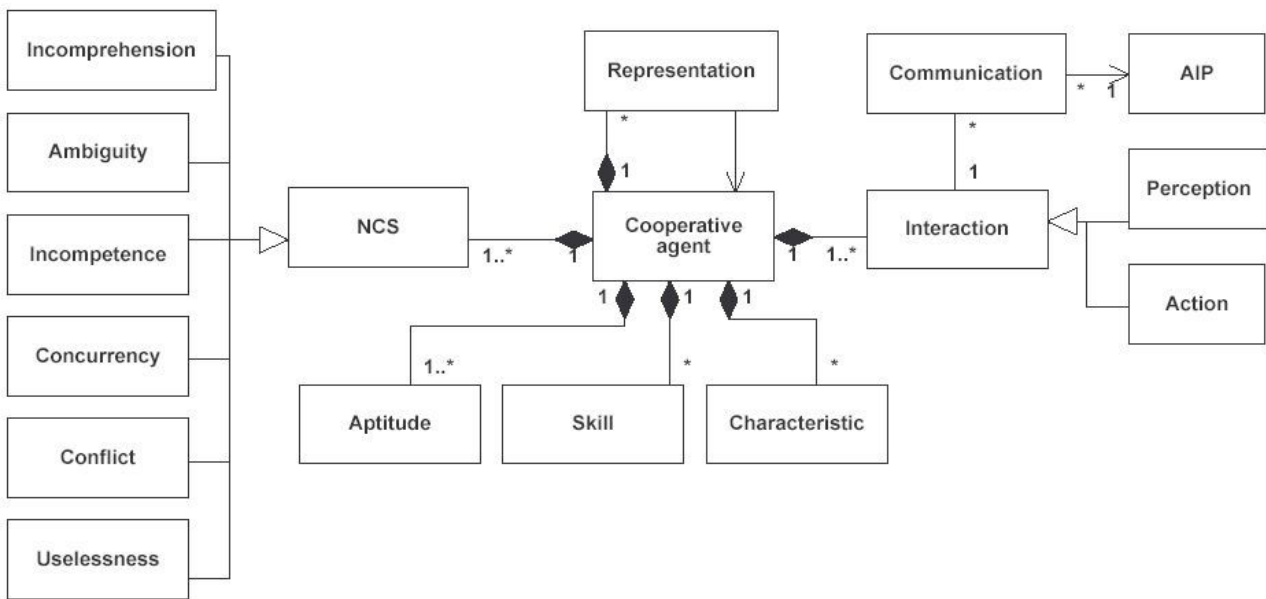 Incomprehension
Ambiguity
Incompetence
Concurrency
Conflict
Uselessness
NCS
1..*
1
Representation
*
1
Cooperative
agent
1
1..*
1
1
1
1..*
*
*
Aptitude
Skill
Characteristic
Communication
*
1
AIP
*
1
Interaction
Perception
Action